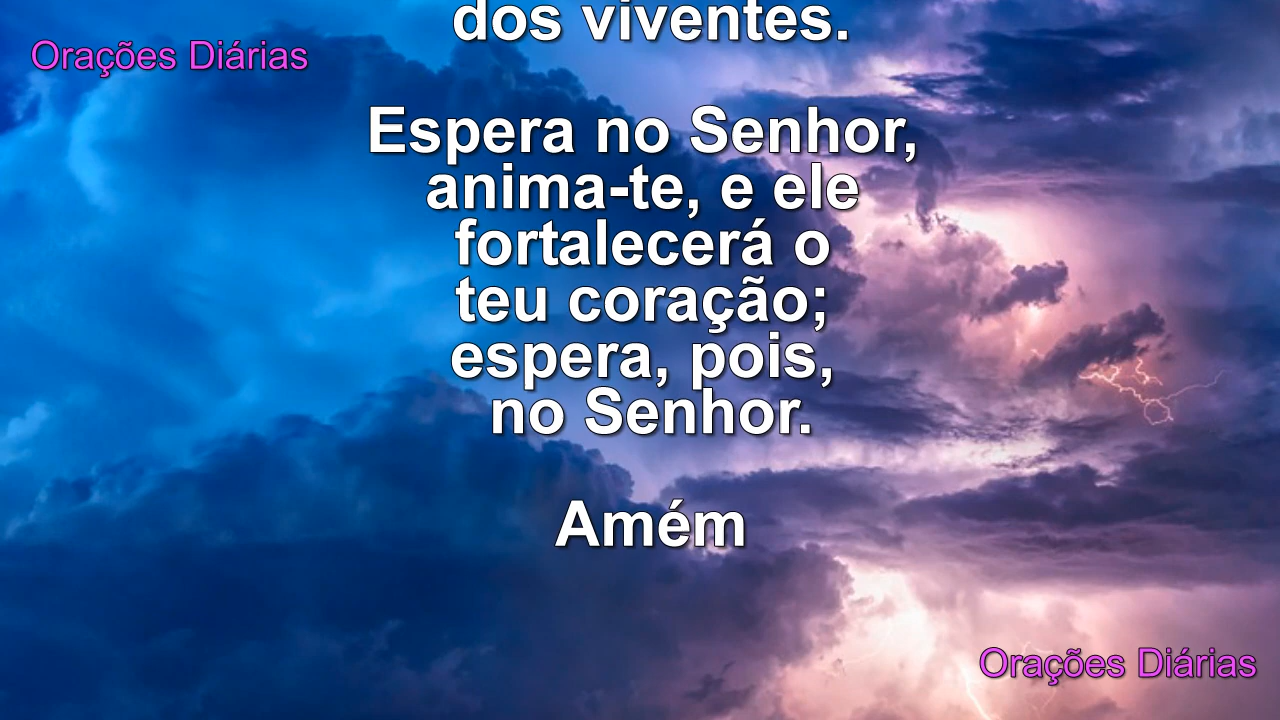 dos viventes.
Orações Diárias
Espera no Senhor,
anima-te, e ele
fortalecerá o
teu coração;
espera, pois,
no Senhor.
Amém
Orações Diárias